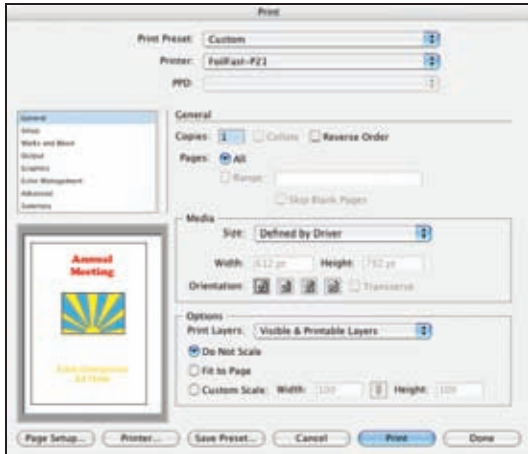 Print
Print Preset: Custom
Printer: FoilFast-P21
PPD:
General
Setup
Marks and Bleed
Output
Graphics
Color Management
Advanced
Summary
General
Copies: 1 Collate Reverse Order
Pages: All
Range:
Skip Blank Pages
Media
Size: Defined by Driver
Width: 612 pt Height: 792 pt
Orientation: Transverse
Options
Print Layers: Visible & Printable Layers
Do Not Scale
Fit to Page
Custom Scale: Width: 100 Height: 100
Annual
Meeting
Page Setup... Printer... Save Preset... Cancel Print Done